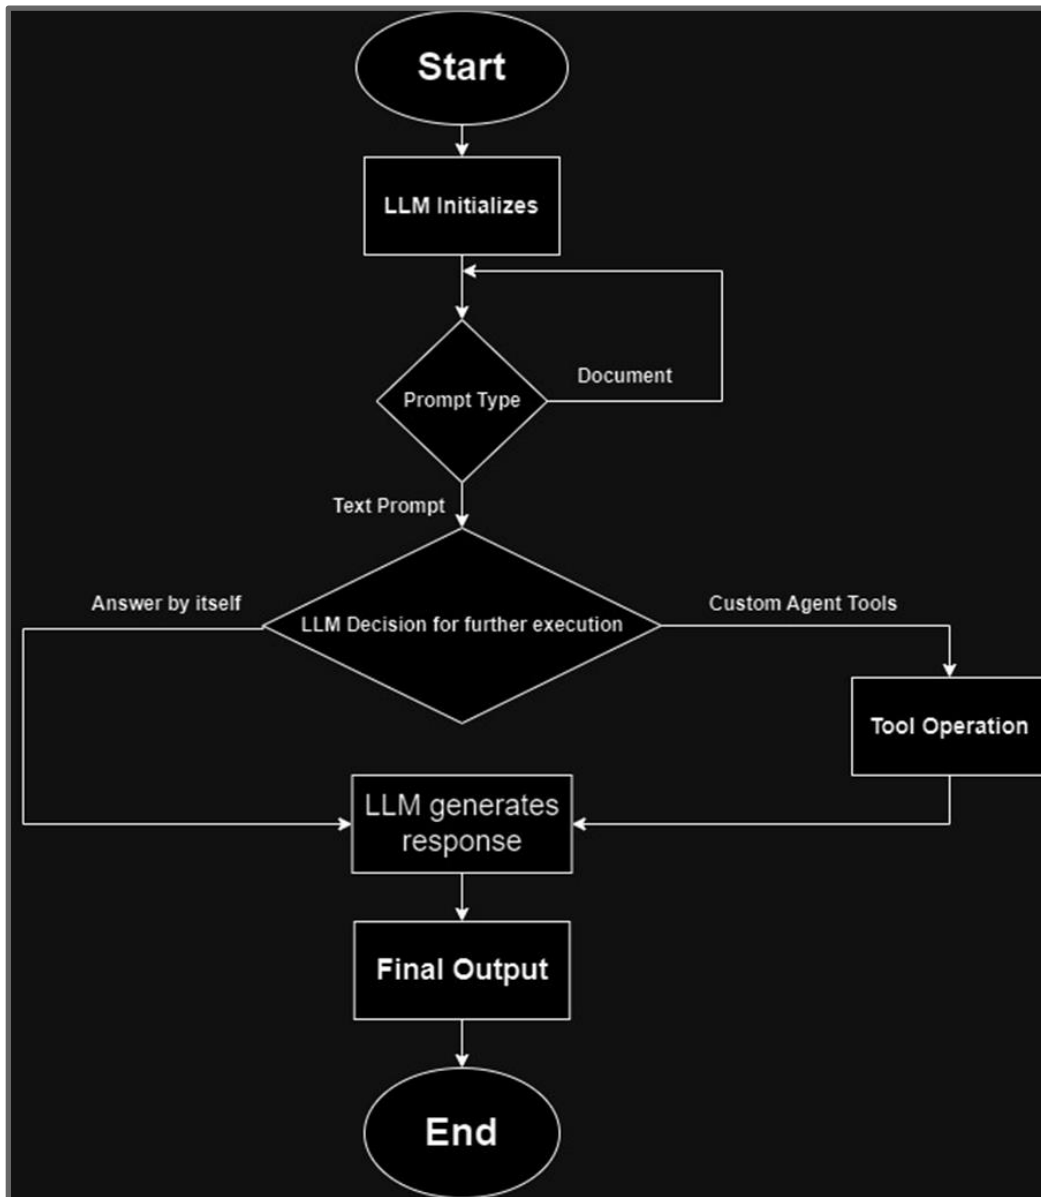 Start
LLM Initializes
Document
Prompt Type
Text Prompt
Answer by itself
Custom Agent Tools
LLM Decision for further execution
Tool Operation
LLM generates
response
Final Output
End